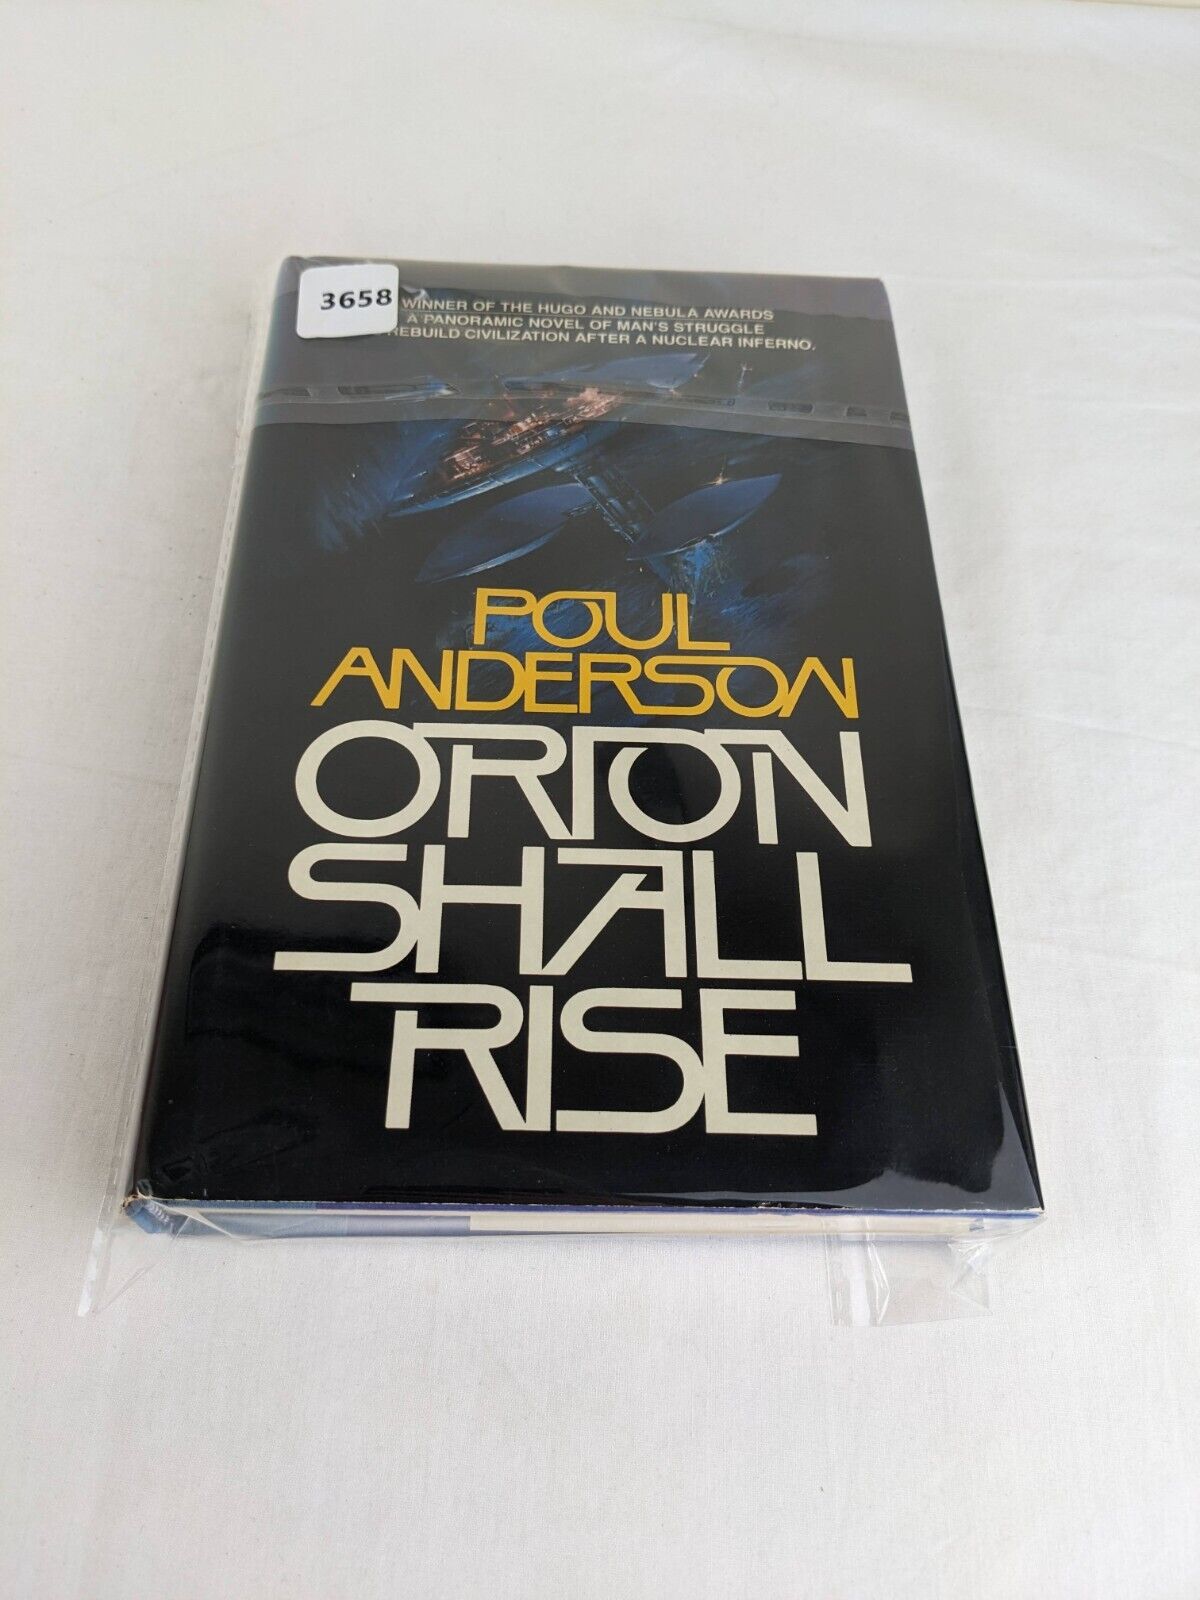 3658
WINNER OF THE HUGO AND NEBULA AWARDS
A PANORAMIC NOVEL OF MAN'S STRUGGLE
REBUILD CIVILIZATION AFTER A NUCLEAR INFERNO.
POUL
ANDERSON
ORION
SHALL
RISE